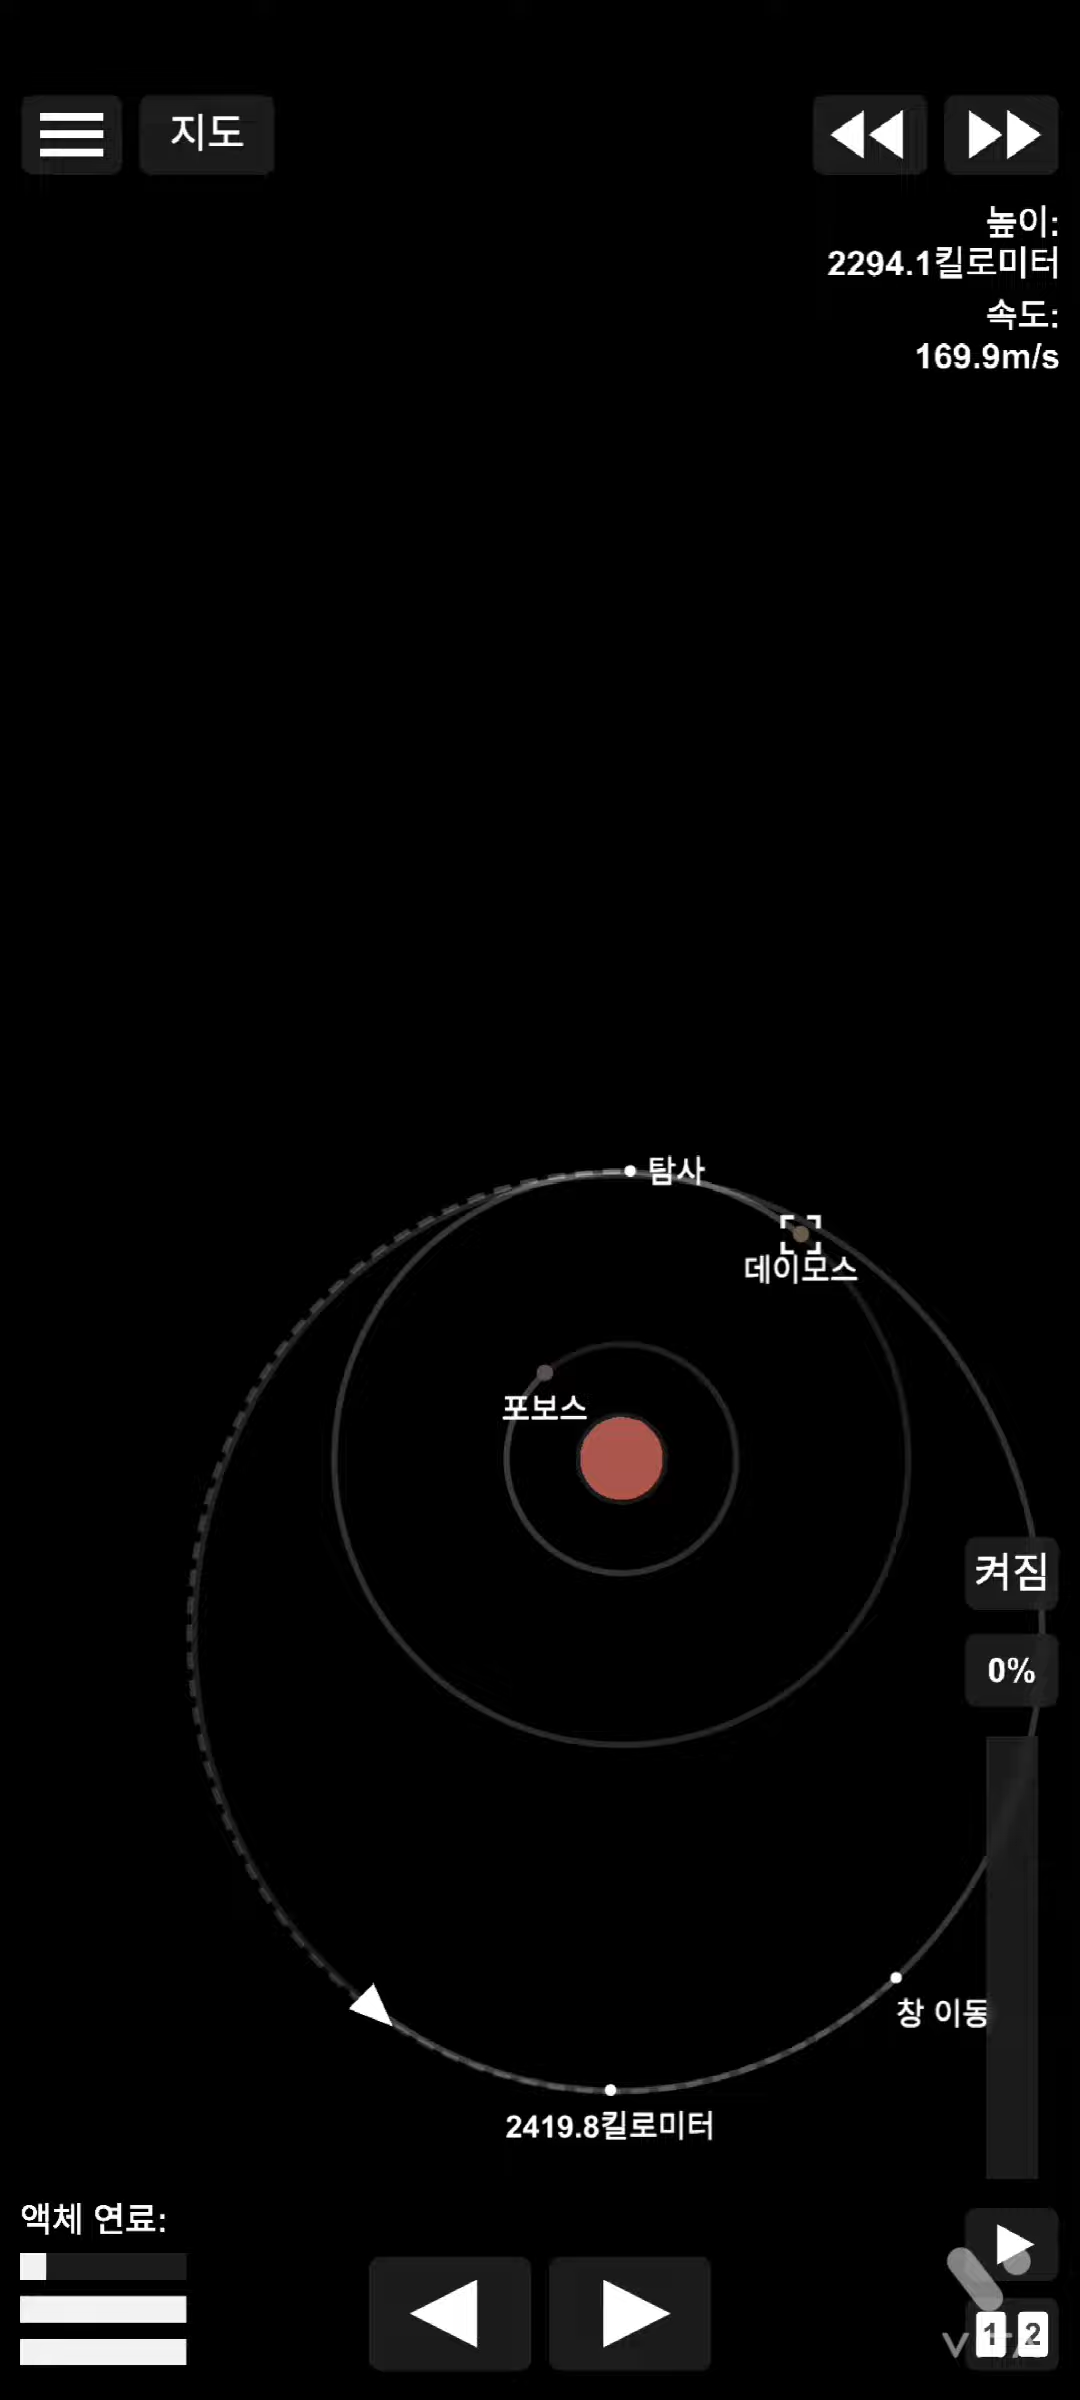 지도
높이:
2294.1킬로미터
속도:
169.9m/s
탐사
데이모스
포보스
켜짐
0%
창 이동
2419.8킬로미터
액체 연료:
1 2